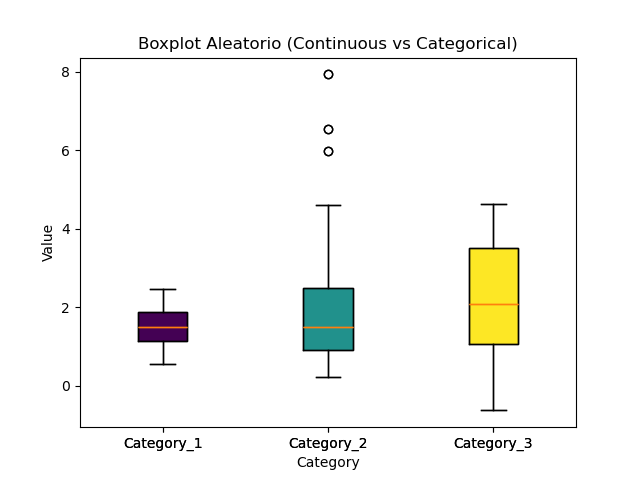 Boxplot Aleatorio (Continuous vs Categorical)
8
6
4
2
0
Value
Category_1
Category_2
Category_3
Category